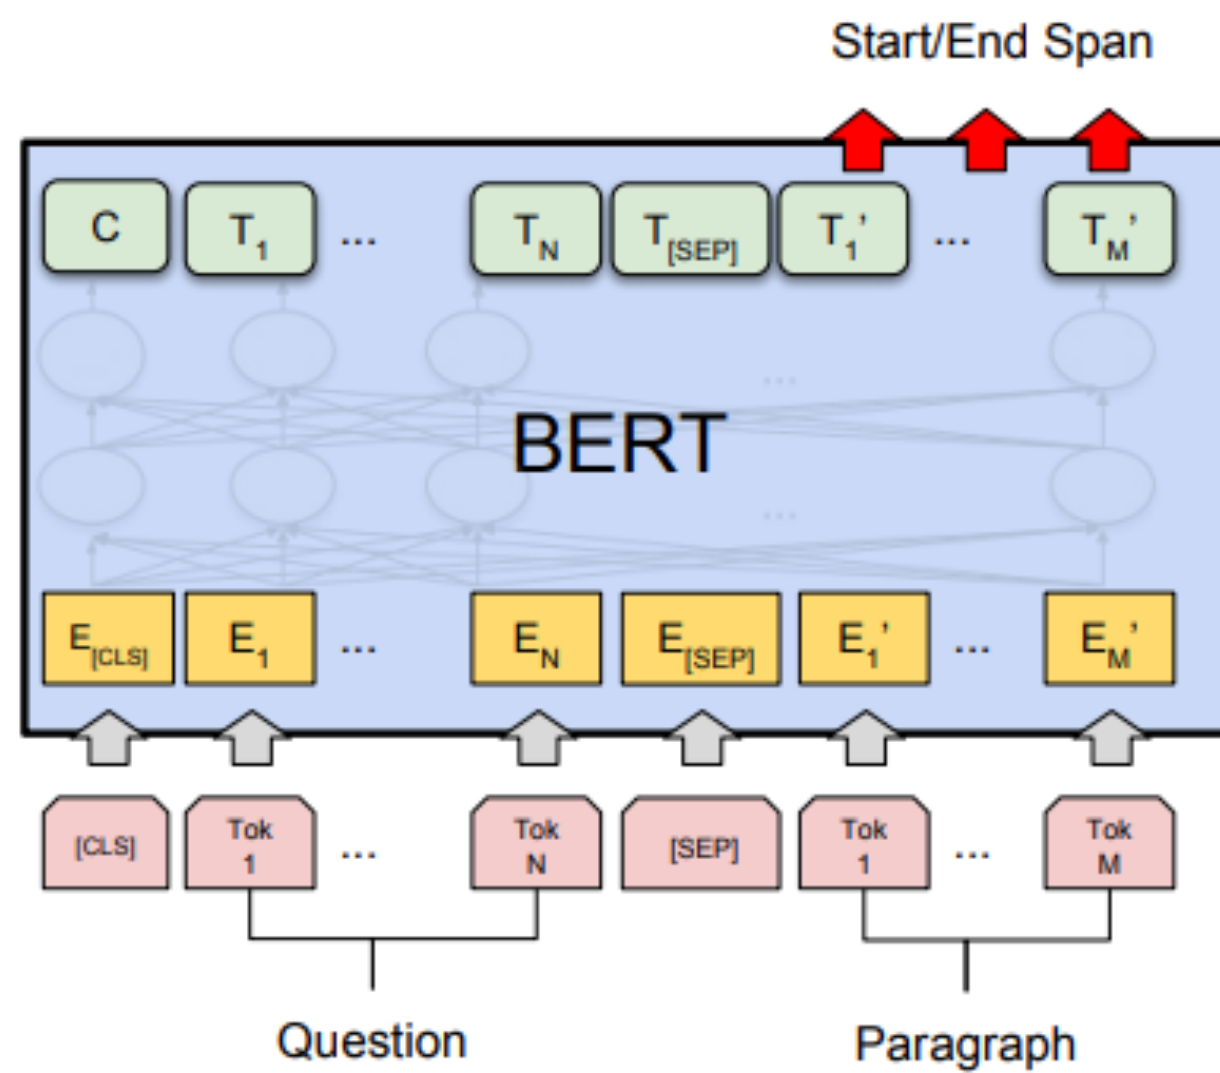 Start/End Span
C T1 ... TN T[SEP] T1' ... TM'
...
BERT
...
E[CLS] E1 ... EN E[SEP] E1' ... EM'
[CLS] Tok 1 ... Tok N [SEP] Tok 1 ... Tok M
Question Paragraph